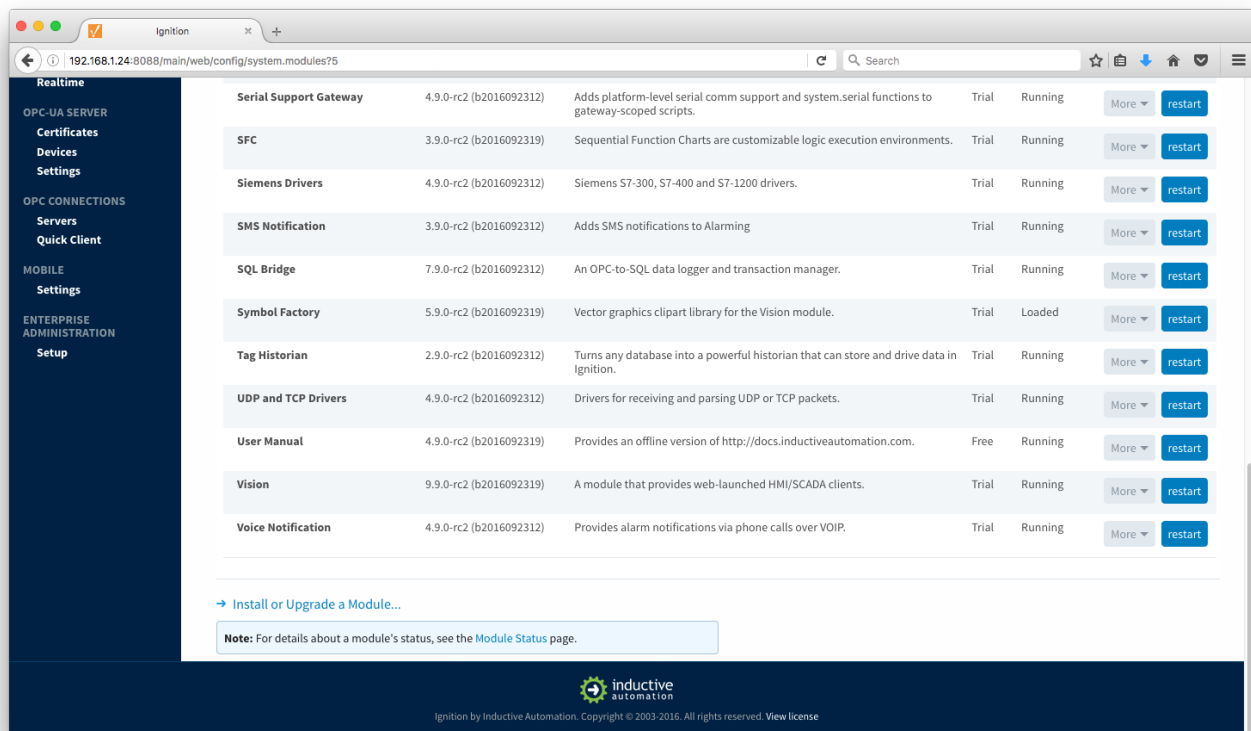 Ignition
192.168.1.24:8088/main/web/config/system.modules?5
Search
Realtime
OPC-UA SERVER
Certificates
Devices
Settings
OPC CONNECTIONS
Servers
Quick Client
MOBILE
Settings
ENTERPRISE
ADMINISTRATION
Setup
Serial Support Gateway 4.9.0-rc2 (b2016092312) Adds platform-level serial comm support and system.serial functions to Trial Running More restart
gateway-scoped scripts.
SFC 3.9.0-rc2 (b2016092319) Sequential Function Charts are customizable logic execution environments. Trial Running More restart
Siemens Drivers 4.9.0-rc2 (b2016092312) Siemens S7-300, S7-400 and S7-1200 drivers. Trial Running More restart
SMS Notification 3.9.0-rc2 (b2016092312) Adds SMS notifications to Alarming Trial Running More restart
SQL Bridge 7.9.0-rc2 (b2016092312) An OPC-to-SQL data logger and transaction manager. Trial Running More restart
Symbol Factory 5.9.0-rc2 (b2016092319) Vector graphics clipart library for the Vision module. Trial Loaded More restart
Tag Historian 2.9.0-rc2 (b2016092312) Turns any database into a powerful historian that can store and drive data in Trial Running More restart
Ignition.
UDP and TCP Drivers 4.9.0-rc2 (b2016092312) Drivers for receiving and parsing UDP or TCP packets. Trial Running More restart
User Manual 4.9.0-rc2 (b2016092319) Provides an offline version of http://docs.inductiveautomation.com. Free Running More restart
Vision 9.9.0-rc2 (b2016092319) A module that provides web-launched HMI/SCADA clients. Trial Running More restart
Voice Notification 4.9.0-rc2 (b2016092312) Provides alarm notifications via phone calls over VOIP. Trial Running More restart
Install or Upgrade a Module...
Note: For details about a module's status, see the Module Status page.
inductive
automation
Ignition by Inductive Automation. Copyright © 2003-2016. All rights reserved. View license